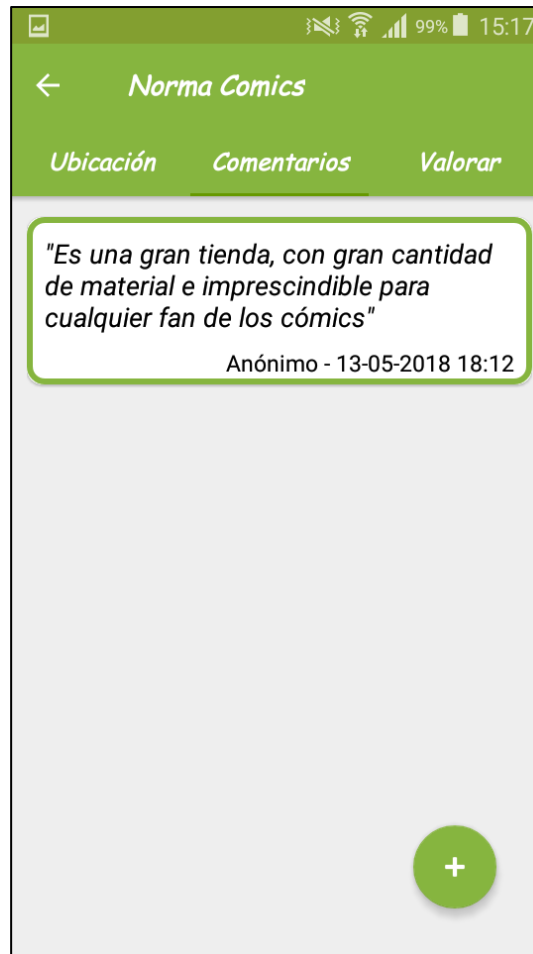 99% 15:17
Norma Comics
Ubicación Comentarios Valorar
"Es una gran tienda, con gran cantidad
de material e imprescindible para
cualquier fan de los cómics"
Anónimo - 13-05-2018 18:12
+